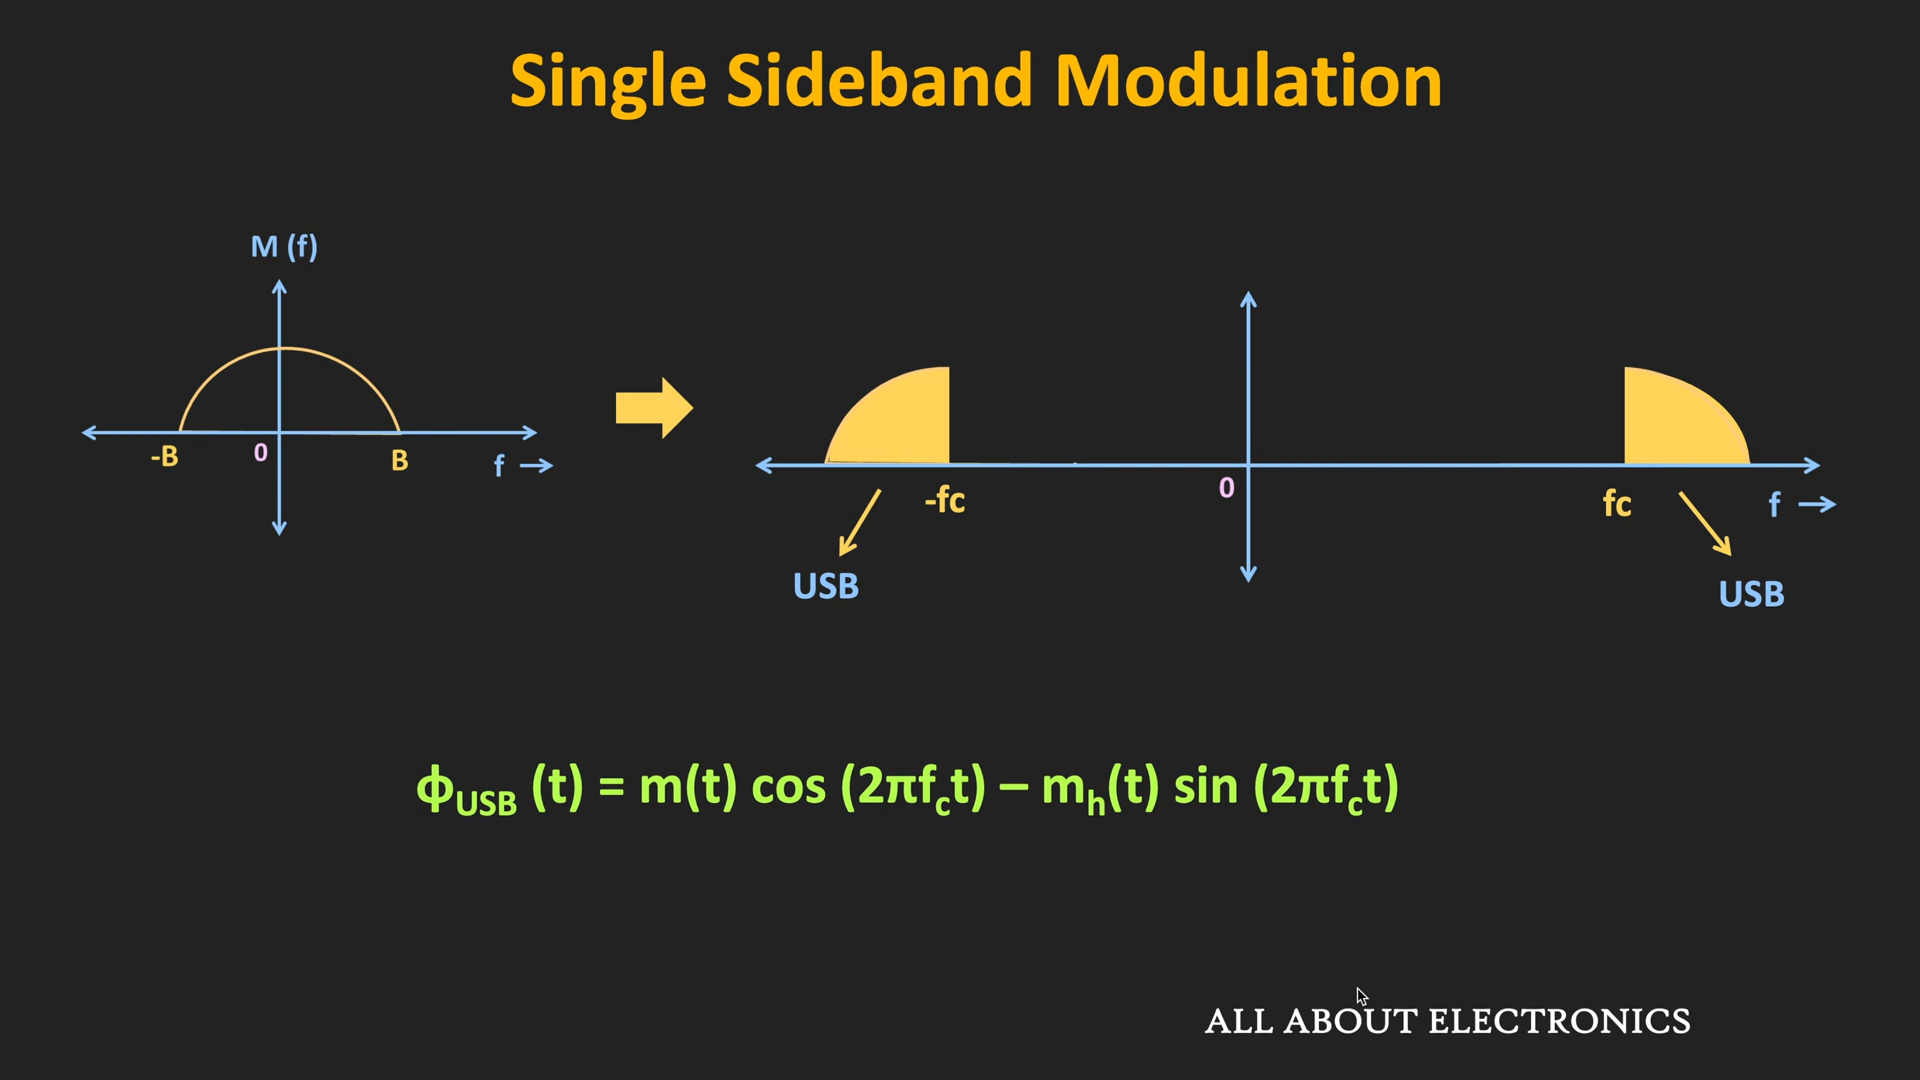 Single Sideband Modulation
M (f)
-B
0
B
f
-fc
0
fc
f
USB
USB
ϕUSB (t) = m(t) cos (2πfct) – mh(t) sin (2πfct)
ALL ABOUT ELECTRONICS